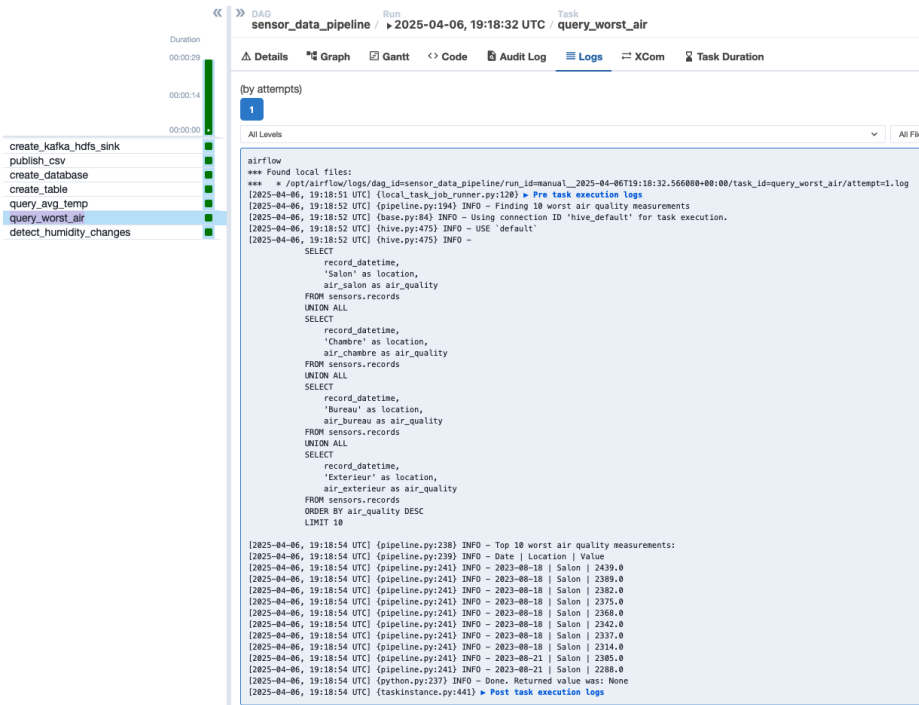 DAG
sensor_data_pipeline
/
Run
2025-04-06, 19:18:32 UTC
/
Task
query_worst_air
Duration
00:00:29
00:00:14
00:00:00
create_kafka_hdfs_sink
publish_csv
create_database
create_table
query_avg_temp
query_worst_air
detect_humidity_changes
Details
Graph
Gantt
Code
Audit Log
Logs
XCom
Task Duration
(by attempts)
1
All Levels
All Fil
airflow
*** Found local files:
***   * /opt/airflow/logs/dag_id=sensor_data_pipeline/run_id=manual__2025-04-06T19:18:32.566080+00:00/task_id=query_worst_air/attempt=1.log
[2025-04-06, 19:18:51 UTC] {local_task_job_runner.py:120} ▶ Pre task execution logs
[2025-04-06, 19:18:52 UTC] {pipeline.py:194} INFO - Finding 10 worst air quality measurements
[2025-04-06, 19:18:52 UTC] {base.py:84} INFO - Using connection ID 'hive_default' for task execution.
[2025-04-06, 19:18:52 UTC] {hive.py:475} INFO - USE `default`
[2025-04-06, 19:18:52 UTC] {hive.py:475} INFO -
SELECT
record_datetime,
'Salon' as location,
air_salon as air_quality
FROM sensors.records
UNION ALL
SELECT
record_datetime,
'Chambre' as location,
air_chambre as air_quality
FROM sensors.records
UNION ALL
SELECT
record_datetime,
'Bureau' as location,
air_bureau as air_quality
FROM sensors.records
UNION ALL
SELECT
record_datetime,
'Exterieur' as location,
air_exterieur as air_quality
FROM sensors.records
ORDER BY air_quality DESC
LIMIT 10
[2025-04-06, 19:18:54 UTC] {pipeline.py:238} INFO - Top 10 worst air quality measurements:
[2025-04-06, 19:18:54 UTC] {pipeline.py:239} INFO - Date | Location | Value
[2025-04-06, 19:18:54 UTC] {pipeline.py:241} INFO - 2023-08-18 | Salon | 2439.0
[2025-04-06, 19:18:54 UTC] {pipeline.py:241} INFO - 2023-08-18 | Salon | 2389.0
[2025-04-06, 19:18:54 UTC] {pipeline.py:241} INFO - 2023-08-18 | Salon | 2382.0
[2025-04-06, 19:18:54 UTC] {pipeline.py:241} INFO - 2023-08-18 | Salon | 2375.0
[2025-04-06, 19:18:54 UTC] {pipeline.py:241} INFO - 2023-08-18 | Salon | 2368.0
[2025-04-06, 19:18:54 UTC] {pipeline.py:241} INFO - 2023-08-18 | Salon | 2342.0
[2025-04-06, 19:18:54 UTC] {pipeline.py:241} INFO - 2023-08-18 | Salon | 2337.0
[2025-04-06, 19:18:54 UTC] {pipeline.py:241} INFO - 2023-08-18 | Salon | 2314.0
[2025-04-06, 19:18:54 UTC] {pipeline.py:241} INFO - 2023-08-21 | Salon | 2305.0
[2025-04-06, 19:18:54 UTC] {pipeline.py:241} INFO - 2023-08-21 | Salon | 2288.0
[2025-04-06, 19:18:54 UTC] {python.py:237} INFO - Done. Returned value was: None
[2025-04-06, 19:18:54 UTC] {taskinstance.py:441} ▶ Post task execution logs